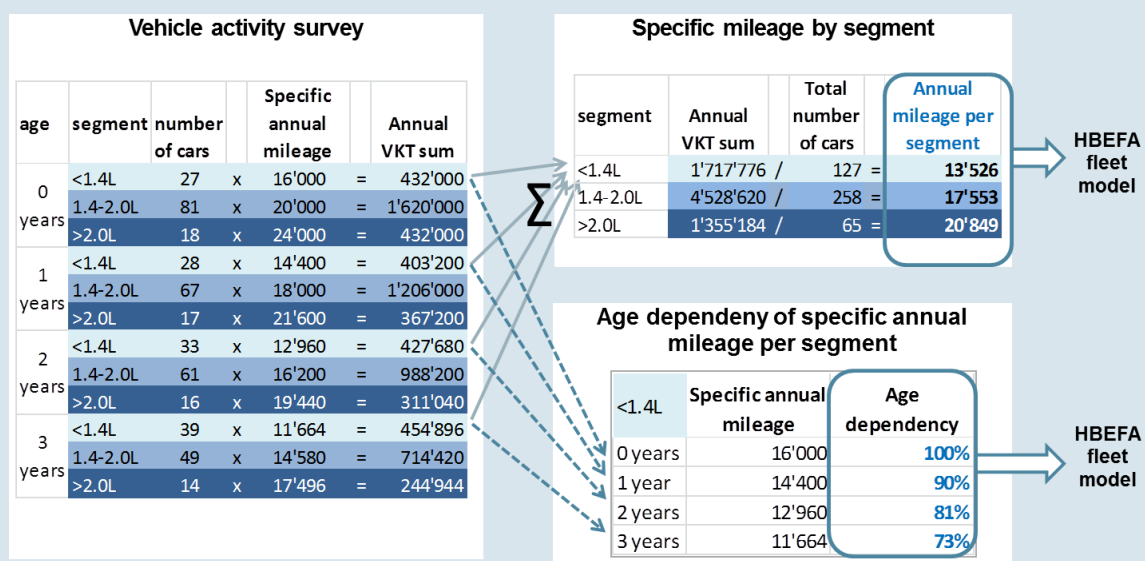 Vehicle activity survey
age segment number of cars Specific annual mileage Annual VKT sum
0 years
<1.4L 27 x 16'000 = 432'000
1.4-2.0L 81 x 20'000 = 1'620'000
>2.0L 18 x 24'000 = 432'000
1 years
<1.4L 28 x 14'400 = 403'200
1.4-2.0L 67 x 18'000 = 1'206'000
>2.0L 17 x 21'600 = 367'200
2 years
<1.4L 33 x 12'960 = 427'680
1.4-2.0L 61 x 16'200 = 988'200
>2.0L 16 x 19'440 = 311'040
3 years
<1.4L 39 x 11'664 = 454'896
1.4-2.0L 49 x 14'580 = 714'420
>2.0L 14 x 17'496 = 244'944
Σ
Specific mileage by segment
segment Annual VKT sum / Total number of cars = Annual mileage per segment
<1.4L 1'717'776 / 127 = 13'526
1.4-2.0L 4'528'620 / 258 = 17'553
>2.0L 1'355'184 / 65 = 20'849
HBEFA
fleet
model
Age dependeny of specific annual
mileage per segment
<1.4L Specific annual mileage Age dependency
0 years 16'000 100%
1 year 14'400 90%
2 years 12'960 81%
3 years 11'664 73%
HBEFA
fleet
model